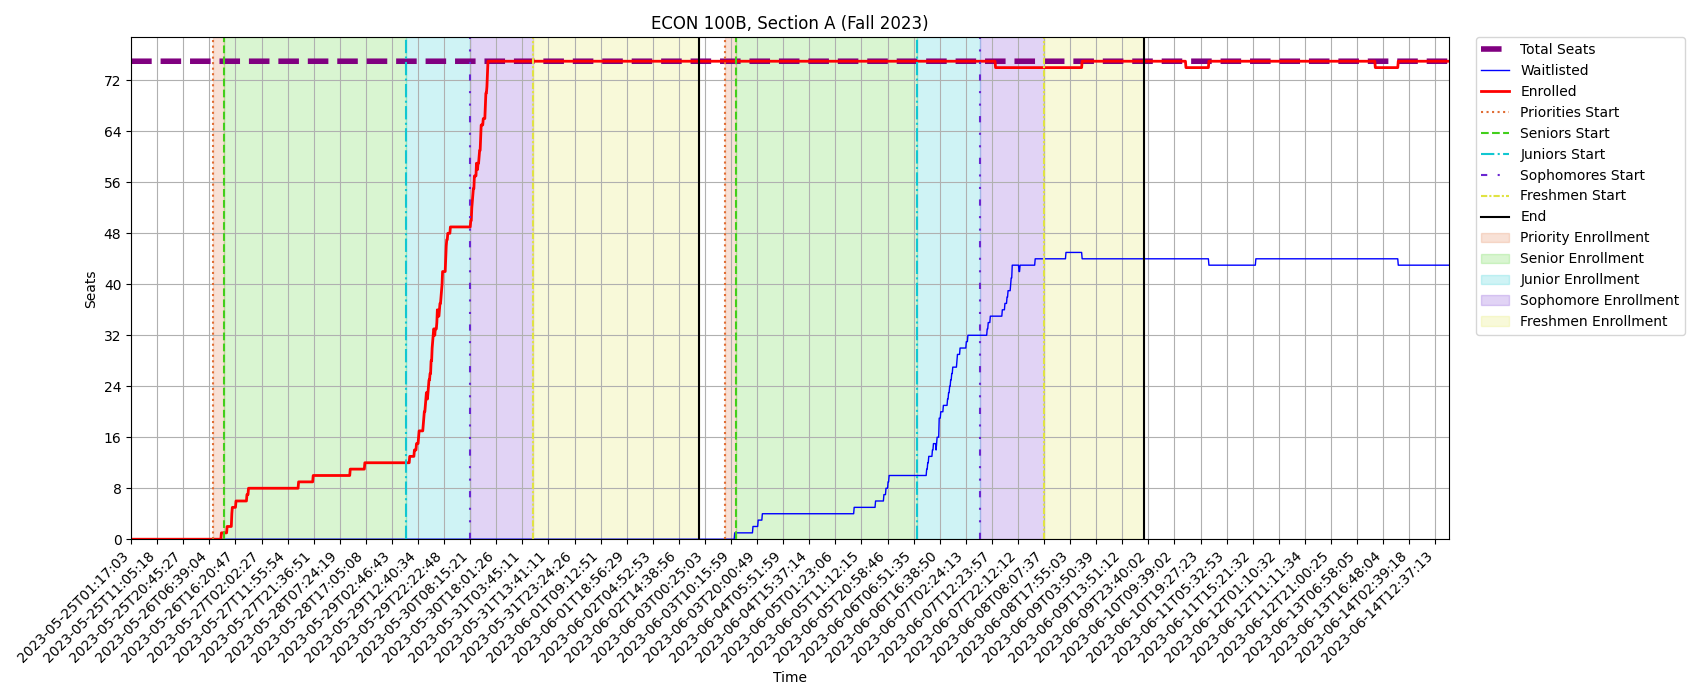 ECON 100B, Section A (Fall 2023)
Seats
72
64
56
48
40
32
24
16
8
0
2023-05-25T01:17:03
2023-05-25T11:05:18
2023-05-25T20:45:27
2023-05-26T06:39:04
2023-05-26T16:20:47
2023-05-27T02:02:27
2023-05-27T11:55:54
2023-05-27T21:36:51
2023-05-28T07:24:19
2023-05-28T17:05:08
2023-05-29T02:46:43
2023-05-29T12:40:34
2023-05-29T22:22:48
2023-05-30T08:15:21
2023-05-30T18:01:26
2023-05-31T03:45:11
2023-05-31T13:41:11
2023-05-31T23:24:26
2023-06-01T09:12:51
2023-06-01T18:56:29
2023-06-02T04:52:53
2023-06-02T14:38:56
2023-06-03T00:25:03
2023-06-03T10:15:59
2023-06-03T20:00:49
2023-06-04T05:51:59
2023-06-04T15:37:14
2023-06-05T01:23:06
2023-06-05T11:12:15
2023-06-05T20:58:46
2023-06-06T06:51:35
2023-06-06T16:38:50
2023-06-07T02:24:13
2023-06-07T12:23:57
2023-06-07T22:12:12
2023-06-08T08:07:37
2023-06-08T17:55:03
2023-06-09T03:50:39
2023-06-09T13:51:12
2023-06-09T23:40:02
2023-06-10T09:39:02
2023-06-10T19:27:23
2023-06-11T05:32:53
2023-06-11T15:21:32
2023-06-12T01:10:32
2023-06-12T11:11:34
2023-06-12T21:00:25
2023-06-13T06:58:05
2023-06-13T16:48:04
2023-06-14T02:39:18
2023-06-14T12:37:13
Time
Total Seats
Waitlisted
Enrolled
Priorities Start
Seniors Start
Juniors Start
Sophomores Start
Freshmen Start
End
Priority Enrollment
Senior Enrollment
Junior Enrollment
Sophomore Enrollment
Freshmen Enrollment